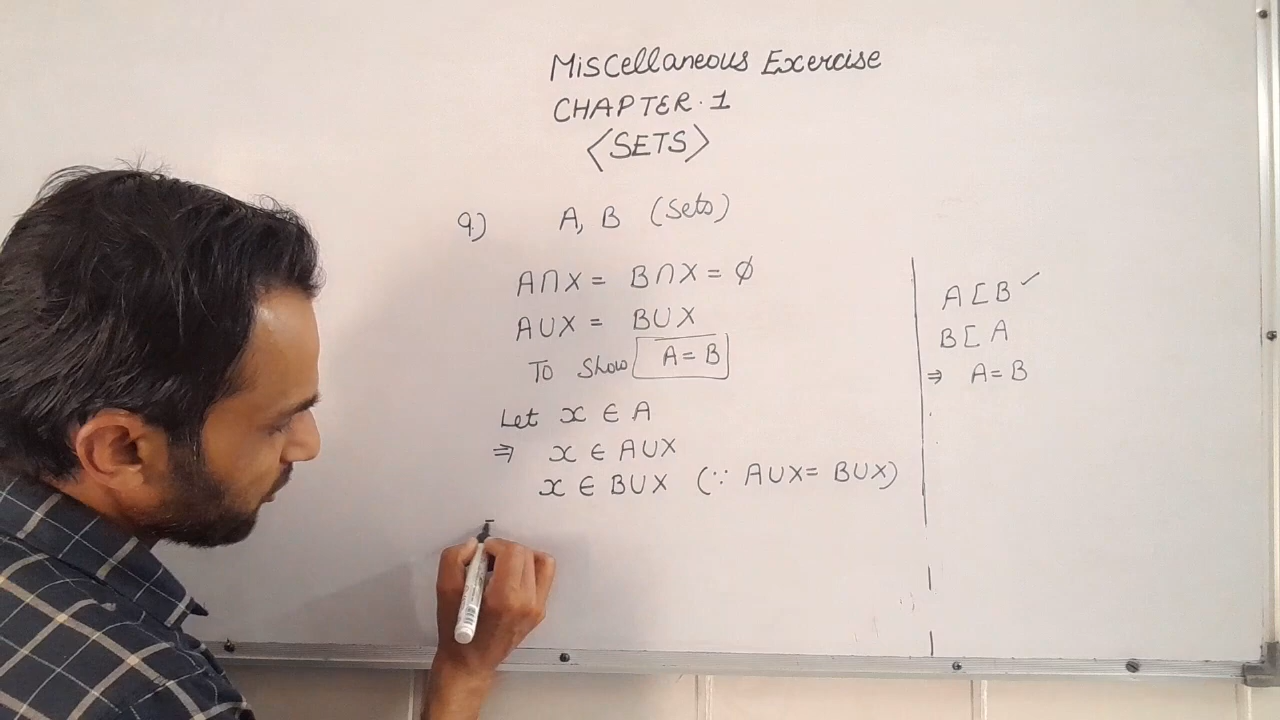 Miscellaneous Exercise
CHAPTER. 1
<SETS>
9.) A, B (Sets)
A∩X = B∩X = ϕ
A∪X = B∪X
To Show A = B
Let x ∈ A
⇒ x ∈ A∪X
x ∈ B∪X (∵ A∪X = B∪X)
A ⊏ B ✓
B ⊏ A
⇒ A = B